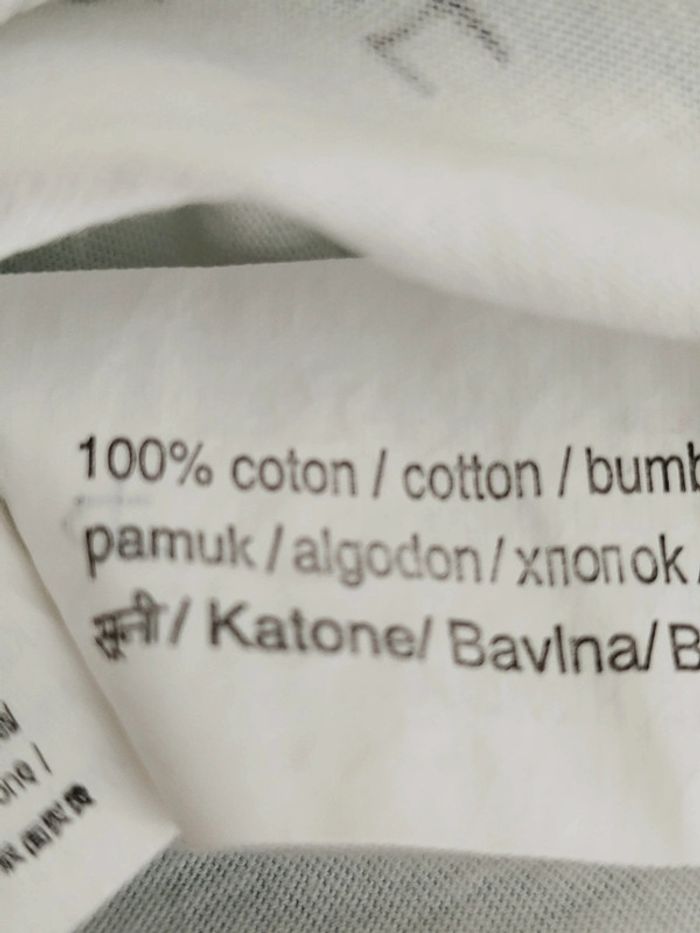 100% coton / cotton / bumb
pamuk / algodon / хлопок /
सूती / Katone/ Bavlna/ B